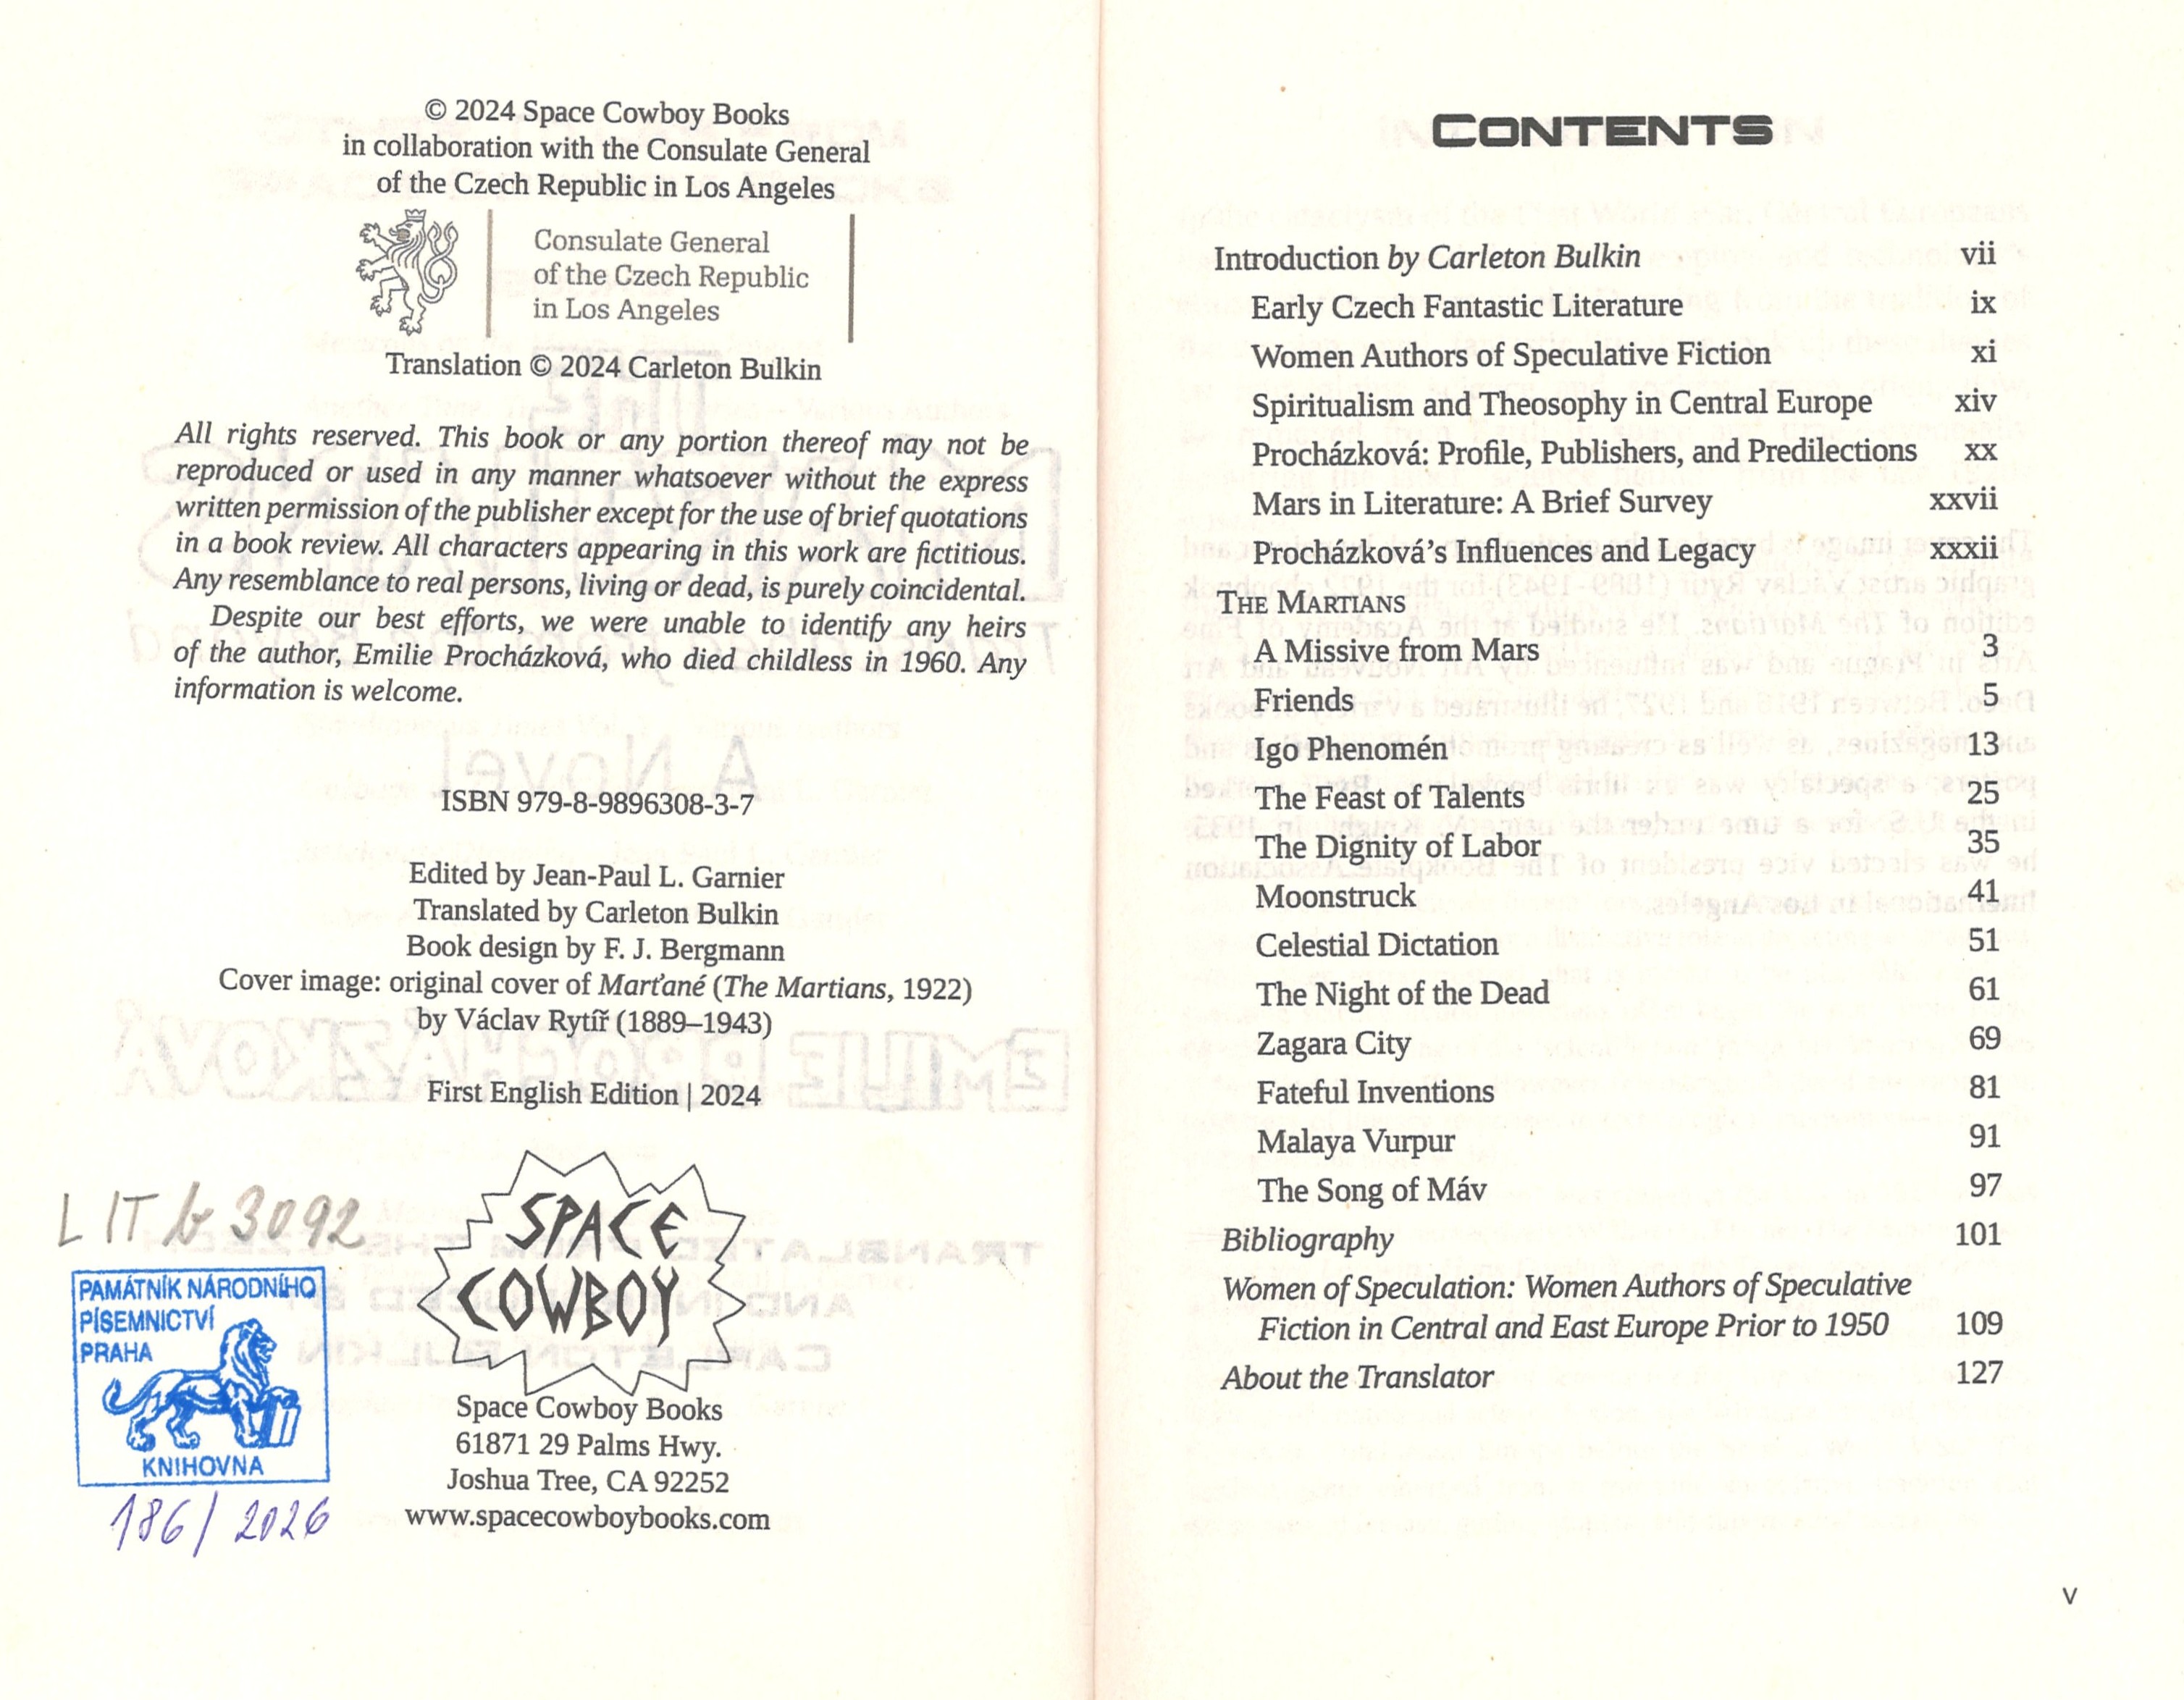 © 2024 Space Cowboy Books
in collaboration with the Consulate General
of the Czech Republic in Los Angeles
Consulate General
of the Czech Republic
in Los Angeles
Translation © 2024 Carleton Bulkin
All rights reserved. This book or any portion thereof may not be
reproduced or used in any manner whatsoever without the express
written permission of the publisher except for the use of brief quotations
in a book review. All characters appearing in this work are fictitious.
Any resemblance to real persons, living or dead, is purely coincidental.
Despite our best efforts, we were unable to identify any heirs
of the author, Emilie Procházková, who died childless in 1960. Any
information is welcome.
ISBN 979-8-9896308-3-7
Edited by Jean-Paul L. Garnier
Translated by Carleton Bulkin
Book design by F. J. Bergmann
Cover image: original cover of Marťané (The Martians, 1922)
by Václav Rytíř (1889–1943)
First English Edition | 2024
LIT b 3092
PAMÁTNÍK NÁRODNÍHO
PÍSEMNICTVÍ
PRAHA
KNIHOVNA
186/2026
SPACE
COWBOY
Space Cowboy Books
61871 29 Palms Hwy.
Joshua Tree, CA 92252
www.spacecowboybooks.com
CONTENTS
Introduction by Carleton Bulkin vii
Early Czech Fantastic Literature ix
Women Authors of Speculative Fiction xi
Spiritualism and Theosophy in Central Europe xiv
Procházková: Profile, Publishers, and Predilections xx
Mars in Literature: A Brief Survey xxvii
Procházková's Influences and Legacy xxxii
THE MARTIANS
A Missive from Mars 3
Friends 5
Igo Phenomén 13
The Feast of Talents 25
The Dignity of Labor 35
Moonstruck 41
Celestial Dictation 51
The Night of the Dead 61
Zagara City 69
Fateful Inventions 81
Malaya Vurpur 91
The Song of Máv 97
Bibliography 101
Women of Speculation: Women Authors of Speculative
Fiction in Central and East Europe Prior to 1950 109
About the Translator 127
v